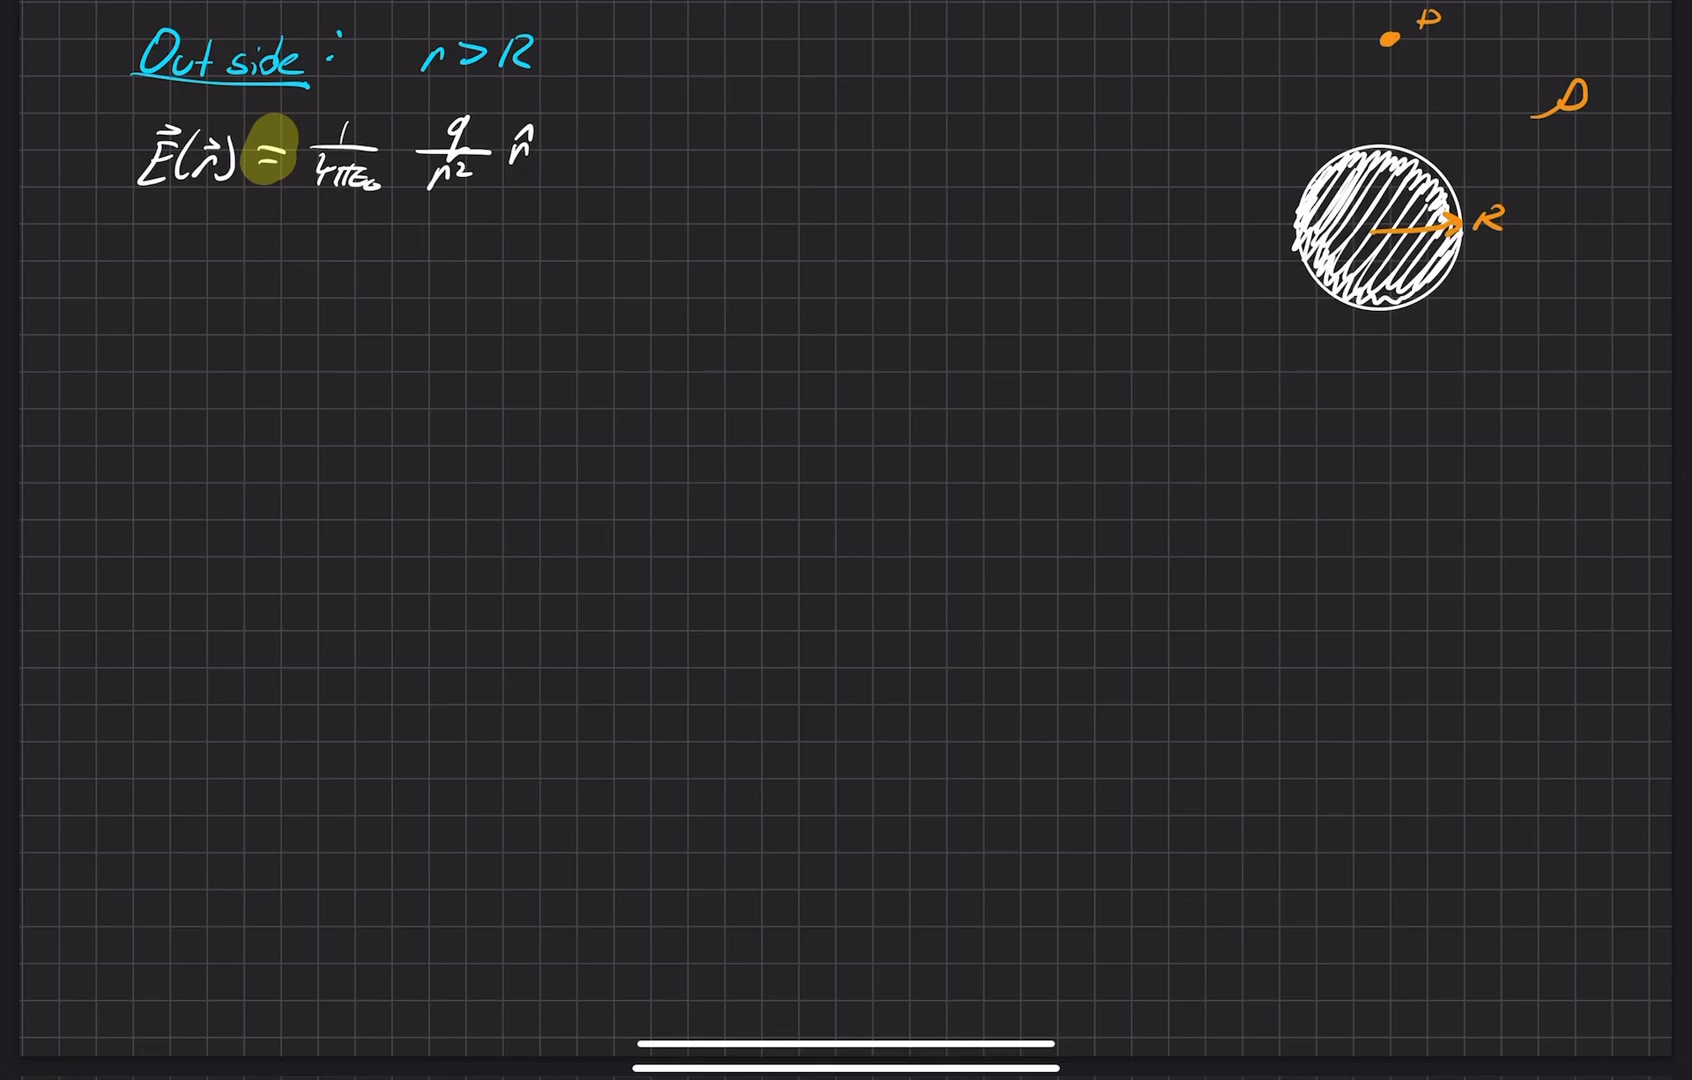 Outside: r > R
P
E⃗(r⃗) = 1/4πε₀ q/r² r̂
R